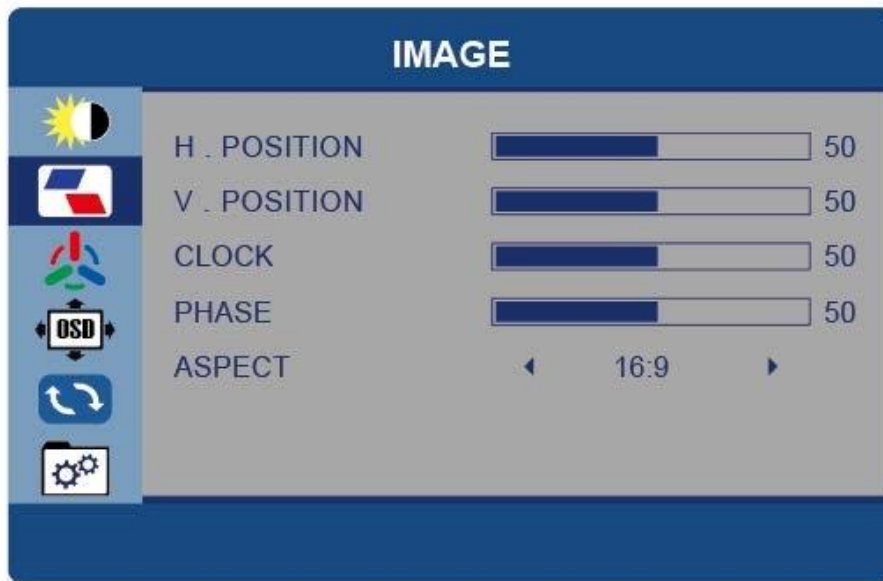 IMAGE
H . POSITION 50
V . POSITION 50
CLOCK 50
PHASE 50
OSD
ASPECT 16:9